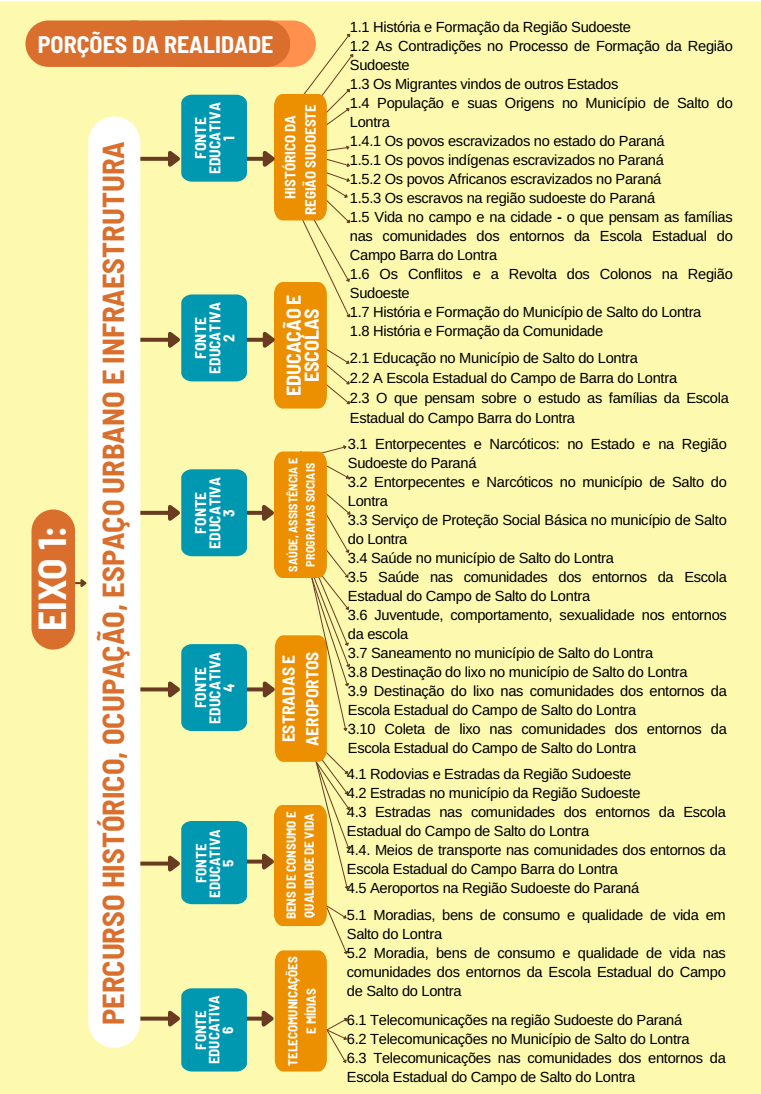 PORÇÕES DA REALIDADE
EIXO 1:
PERCURSO HISTÓRICO, OCUPAÇÃO, ESPAÇO URBANO E INFRAESTRUTURA
FONTE
EDUCATIVA
1
HISTÓRICO DA
REGIÃO SUDOESTE
1.1 História e Formação da Região Sudoeste
1.2 As Contradições no Processo de Formação da Região
Sudoeste
1.3 Os Migrantes vindos de outros Estados
1.4 População e suas Origens no Município de Salto do
Lontra
1.4.1 Os povos escravizados no estado do Paraná
1.5.1 Os povos indígenas escravizados no Paraná
1.5.2 Os povos Africanos escravizados no Paraná
1.5.3 Os escravos na região sudoeste do Paraná
1.5 Vida no campo e na cidade - o que pensam as famílias
nas comunidades dos entornos da Escola Estadual do
Campo Barra do Lontra
1.6 Os Conflitos e a Revolta dos Colonos na Região
Sudoeste
1.7 História e Formação do Município de Salto do Lontra
1.8 História e Formação da Comunidade
FONTE
EDUCATIVA
2
EDUCAÇÃO E
ESCOLAS
2.1 Educação no Município de Salto do Lontra
2.2 A Escola Estadual do Campo de Barra do Lontra
2.3 O que pensam sobre o estudo as famílias da Escola
Estadual do Campo Barra do Lontra
FONTE
EDUCATIVA
3
SAÚDE, ASSISTÊNCIA E
PROGRAMAS SOCIAIS
3.1 Entorpecentes e Narcóticos: no Estado e na Região
Sudoeste do Paraná
3.2 Entorpecentes e Narcóticos no município de Salto do
Lontra
3.3 Serviço de Proteção Social Básica no município de Salto
do Lontra
3.4 Saúde no município de Salto do Lontra
3.5 Saúde nas comunidades dos entornos da Escola
Estadual do Campo de Salto do Lontra
3.6 Juventude, comportamento, sexualidade nos entornos
da escola
3.7 Saneamento no município de Salto do Lontra
3.8 Destinação do lixo no município de Salto do Lontra
3.9 Destinação do lixo nas comunidades dos entornos da
Escola Estadual do Campo de Salto do Lontra
3.10 Coleta de lixo nas comunidades dos entornos da
Escola Estadual do Campo de Salto do Lontra
FONTE
EDUCATIVA
4
ESTRADAS E
AEROPORTOS
4.1 Rodovias e Estradas da Região Sudoeste
4.2 Estradas no município da Região Sudoeste
4.3 Estradas nas comunidades dos entornos da Escola
Estadual do Campo de Salto do Lontra
4.4. Meios de transporte nas comunidades dos entornos da
Escola Estadual do Campo Barra do Lontra
4.5 Aeroportos na Região Sudoeste do Paraná
FONTE
EDUCATIVA
5
BENS DE CONSUMO E
QUALIDADE DE VIDA
5.1 Moradias, bens de consumo e qualidade de vida em
Salto do Lontra
5.2 Moradia, bens de consumo e qualidade de vida nas
comunidades dos entornos da Escola Estadual do Campo
de Salto do Lontra
FONTE
EDUCATIVA
6
TELECOMUNICAÇÕES
E MÍDIAS
6.1 Telecomunicações na região Sudoeste do Paraná
6.2 Telecomunicações no Município de Salto do Lontra
6.3 Telecomunicações nas comunidades dos entornos da
Escola Estadual do Campo de Salto do Lontra